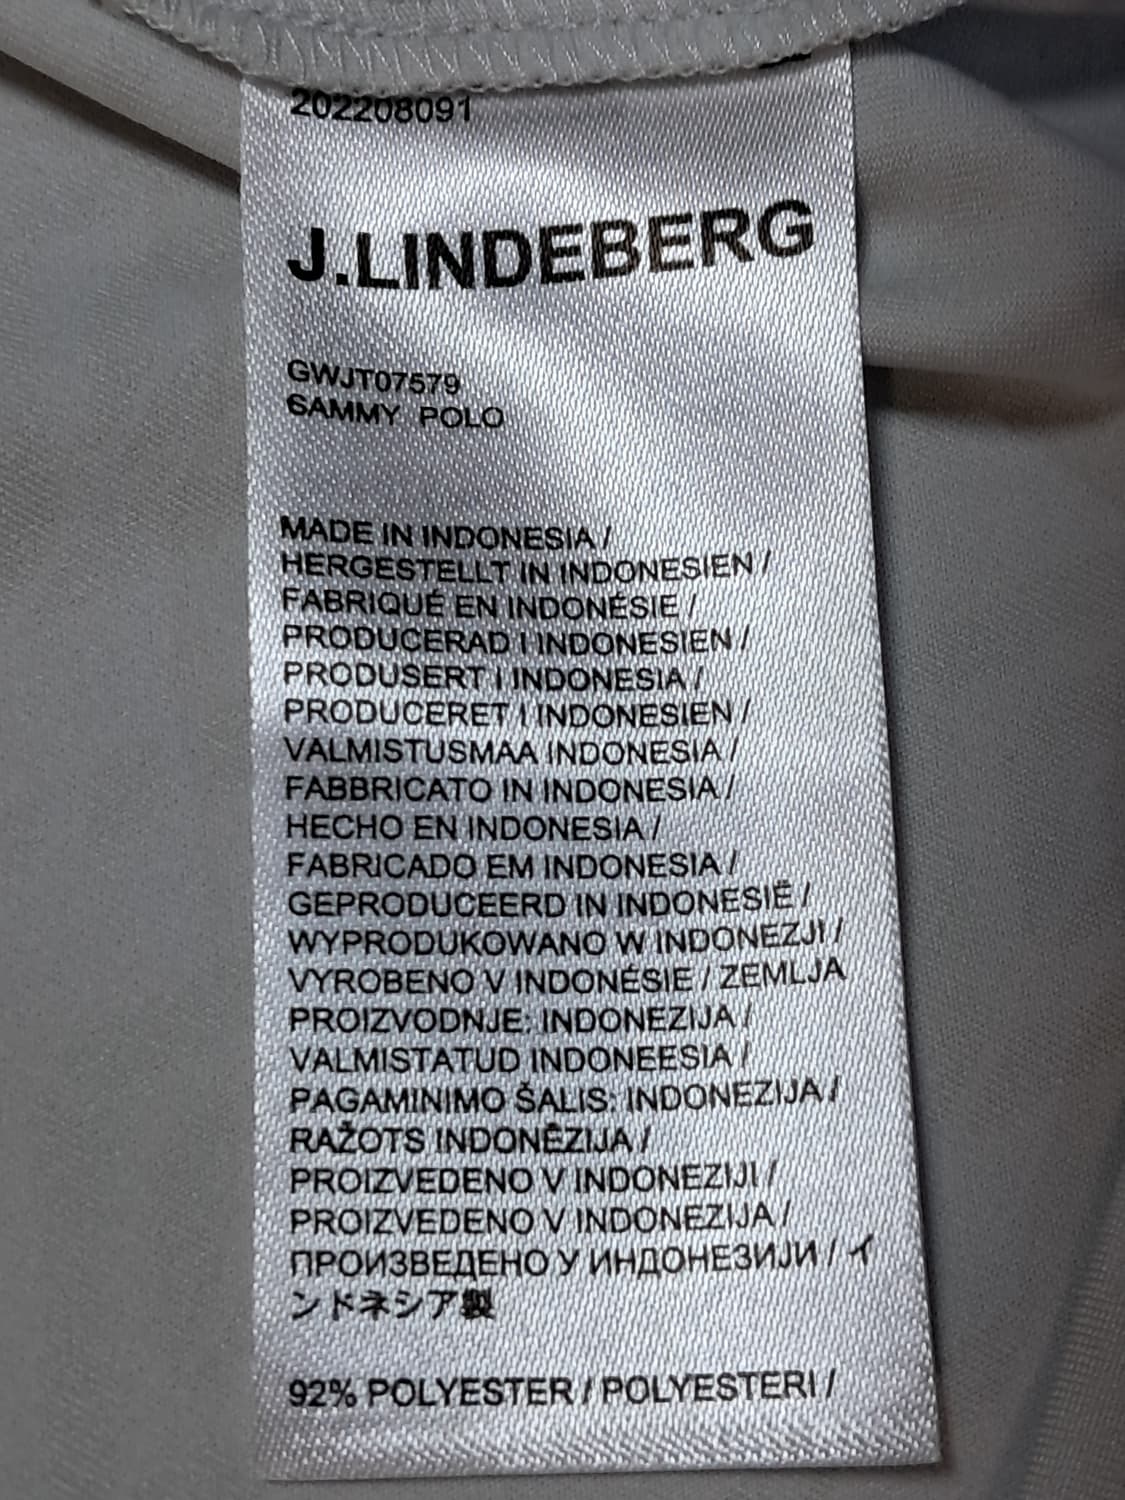 202208091
J.LINDEBERG
GWJT07579
SAMMY POLO
MADE IN INDONESIA /
HERGESTELLT IN INDONESIEN /
FABRIQUÉ EN INDONÉSIE /
PRODUCERAD I INDONESIEN /
PRODUSERT I INDONESIA /
PRODUCERET I INDONESIEN /
VALMISTUSMAA INDONESIA /
FABBRICATO IN INDONESIA /
HECHO EN INDONESIA /
FABRICADO EM INDONESIA /
GEPRODUCEERD IN INDONESIË /
WYPRODUKOWANO W INDONEZJI /
VYROBENO V INDONÉSIE / ZEMLJA
PROIZVODNJE: INDONEZIJA /
VALMISTATUD INDONEESIA /
PAGAMINIMO ŠALIS: INDONEZIJA /
RAŽOTS INDONĒZIJA /
PROIZVEDENO V INDONEZIJI /
PROIZVEDENO V INDONEZIJA /
ПРОИЗВЕДЕНО У ИНДОНЕЗИЈИ / イ
ンドネシア製
92% POLYESTER / POLYESTERI /